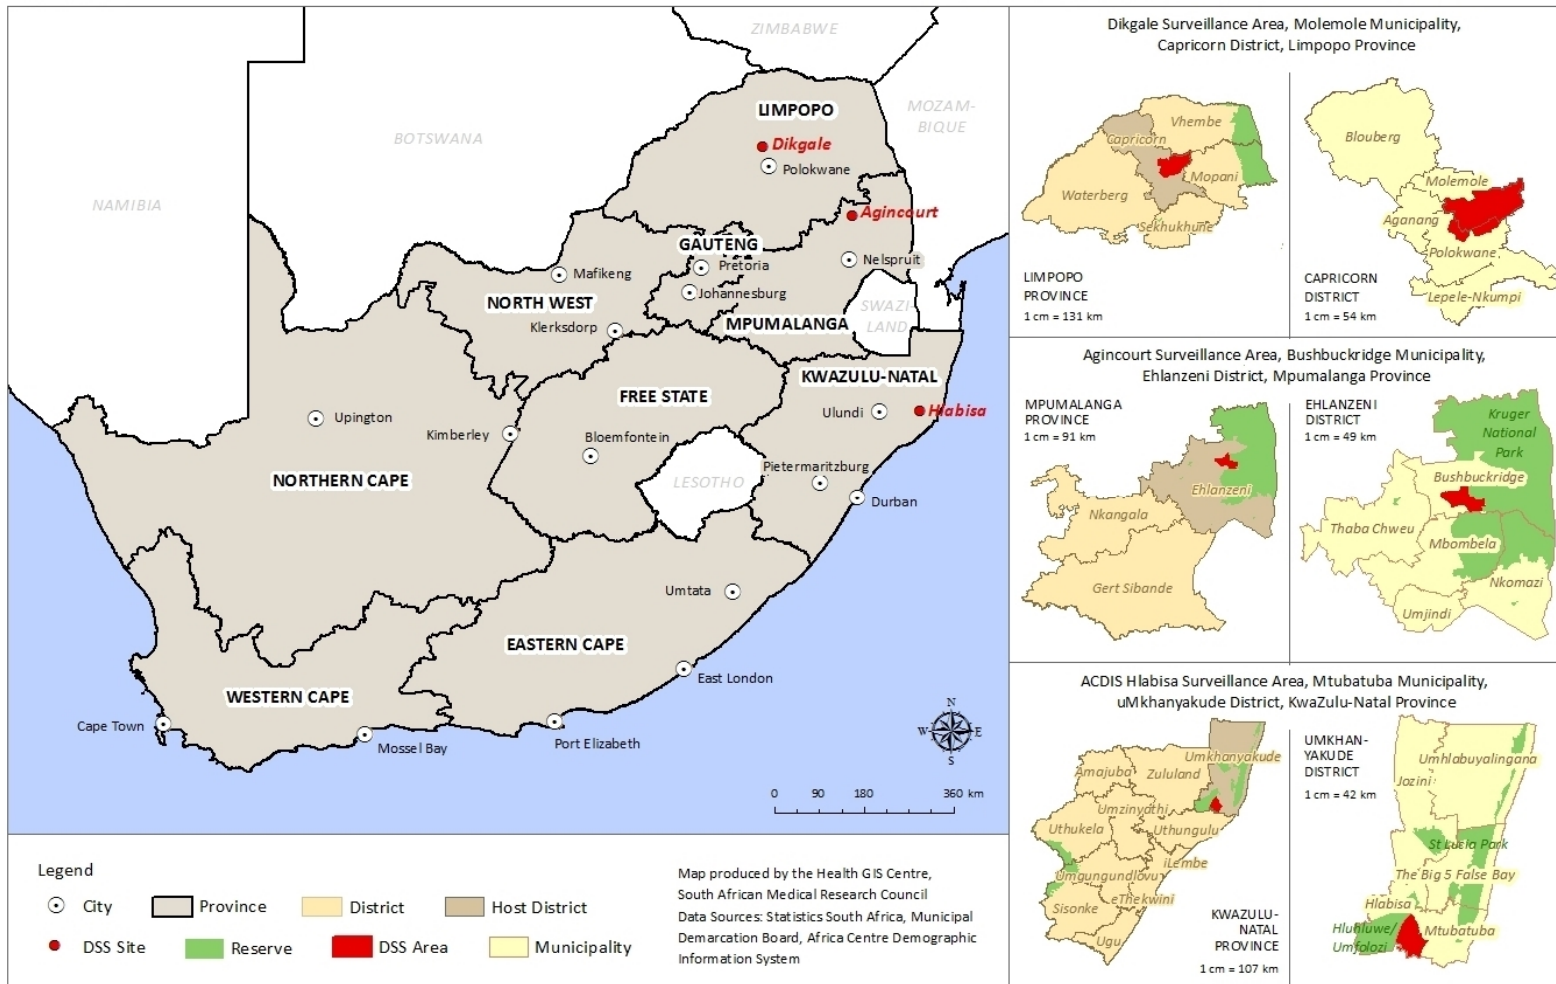 ZIMBABWE
MOZAM-
BIQUE
BOTSWANA
NAMIBIA
LIMPOPO
Dikgale
Polokwane
Agincourt
GAUTENG
Pretoria
Nelspruit
Mafikeng
Johannesburg
NORTH WEST
SWAZI-
LAND
Klerksdorp
MPUMALANGA
KWAZULU-NATAL
FREE STATE
Ulundi
Hlabisa
Upington
Kimberley
Bloemfontein
Pietermaritzburg
NORTHERN CAPE
LESOTHO
Durban
Umtata
EASTERN CAPE
East London
WESTERN CAPE
Cape Town
Mossel Bay
Port Elizabeth
N
W E
S
0 90 180 360 km
Legend
City
Province
District
Host District
DSS Site
Reserve
DSS Area
Municipality
Map produced by the Health GIS Centre,
South African Medical Research Council
Data Sources: Statistics South Africa, Municipal
Demarcation Board, Africa Centre Demographic
Information System
Dikgale Surveillance Area, Molemole Municipality,
Capricorn District, Limpopo Province
Vhembe
Capricorn
Mopani
Waterberg
Sekhukhune
LIMPOPO
PROVINCE
1 cm = 131 km
Blouberg
Molemole
Aganang
Polokwane
Lepele-Nkumpi
CAPRICORN
DISTRICT
1 cm = 54 km
Agincourt Surveillance Area, Bushbuckridge Municipality,
Ehlanzeni District, Mpumalanga Province
MPUMALANGA
PROVINCE
1 cm = 91 km
Ehlanzeni
Nkangala
Gert Sibande
EHLANZENI
DISTRICT
1 cm = 49 km
Kruger
National
Park
Bushbuckridge
Thaba Chweu
Mbombela
Nkomazi
Umjindi
ACDIS Hlabisa Surveillance Area, Mtubatuba Municipality,
uMkhanyakude District, KwaZulu-Natal Province
Umkhanyakude
Amajuba
Zululand
Umzinyathi
Uthukela
Uthungulu
iLembe
Umgungundlovu
eThekwini
Sisonke
Ugu
KWAZULU-
NATAL
PROVINCE
1 cm = 107 km
UMKHAN-
YAKUDE
DISTRICT
1 cm = 42 km
Umhlabuyalingana
Jozini
St Lucia Park
The Big 5 False Bay
Hlabisa
Hluhluwe/
Umfolozi
Mtubatuba